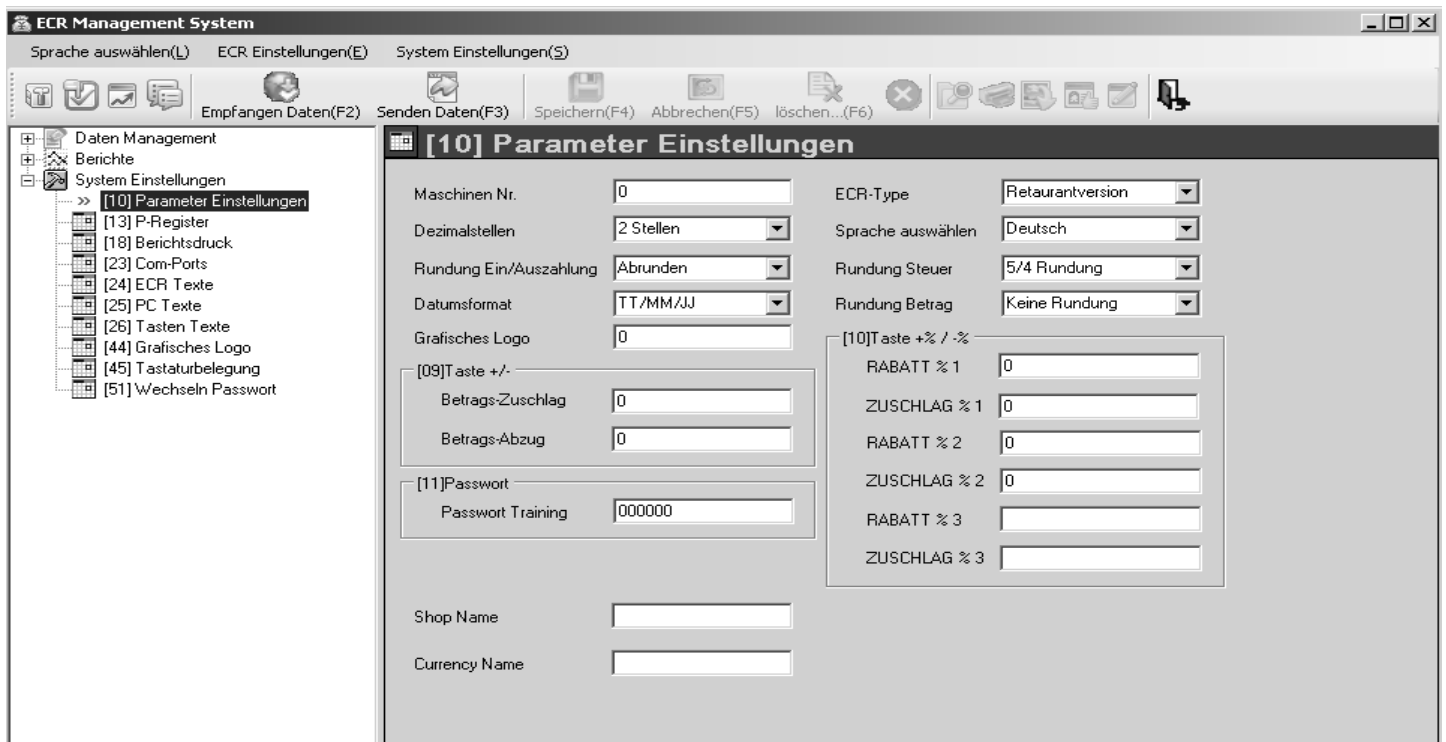 ECR Management System
Sprache auswählen(L) ECR Einstellungen(E) System Einstellungen(S)
Empfangen Daten(F2) Senden Daten(F3) Speichern(F4) Abbrechen(F5) löschen...(F6)
Daten Management
Berichte
System Einstellungen
[10] Parameter Einstellungen
[13] P-Register
[18] Berichtsdruck
[23] Com-Ports
[24] ECR Texte
[25] PC Texte
[26] Tasten Texte
[44] Grafisches Logo
[45] Tastaturbelegung
[51] Wechseln Passwort
[10] Parameter Einstellungen
Maschinen Nr. 0 ECR-Type Retaurantversion
Dezimalstellen 2 Stellen Sprache auswählen Deutsch
Rundung Ein/Auszahlung Abrunden Rundung Steuer 5/4 Rundung
Datumsformat TT/MM/JJ Rundung Betrag Keine Rundung
Grafisches Logo 0
[09]Taste +/-
Betrags-Zuschlag 0
Betrags-Abzug 0
[11]Passwort
Passwort Training 000000
[10]Taste +% / -%
RABATT % 1 0
ZUSCHLAG % 1 0
RABATT % 2 0
ZUSCHLAG % 2 0
RABATT % 3
ZUSCHLAG % 3
Shop Name
Currency Name